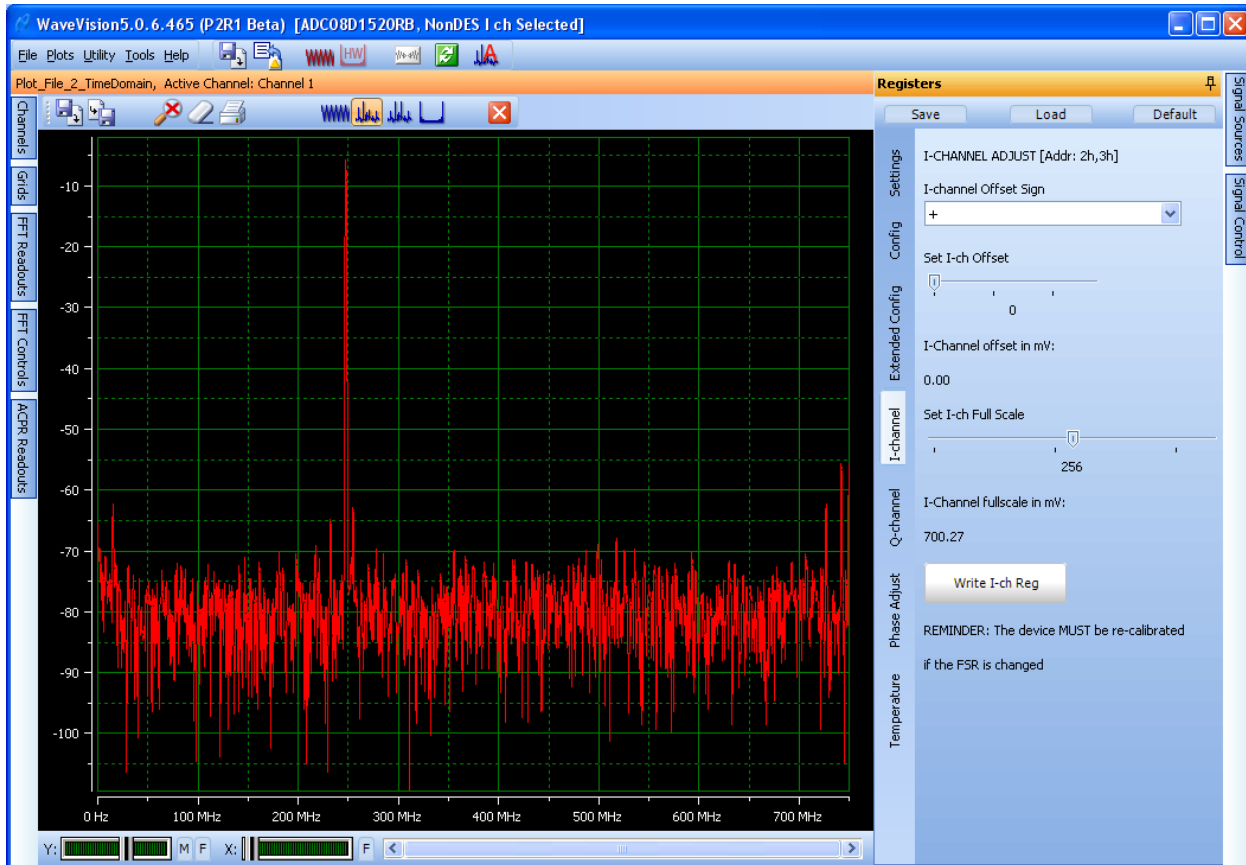 WaveVision5.0.6.465 (P2R1 Beta) [ADC08D1520RB, NonDES I ch Selected]
File Plots Utility Tools Help
HW
A
Plot_File_2_TimeDomain, Active Channel: Channel 1
Channels
Grids
FFT Readouts
FFT Controls
ACPR Readouts
-10
-20
-30
-40
-50
-60
-70
-80
-90
-100
0 Hz 100 MHz 200 MHz 300 MHz 400 MHz 500 MHz 600 MHz 700 MHz
Y: M F X: F
Registers
Save Load Default
Settings
Config
Extended Config
I-channel
Q-channel
Phase Adjust
Temperature
I-CHANNEL ADJUST [Addr: 2h,3h]
I-channel Offset Sign
+
Set I-ch Offset
0
I-Channel offset in mV:
0.00
Set I-ch Full Scale
256
I-Channel fullscale in mV:
700.27
Write I-ch Reg
REMINDER: The device MUST be re-calibrated
if the FSR is changed
Signal Sources
Signal Control